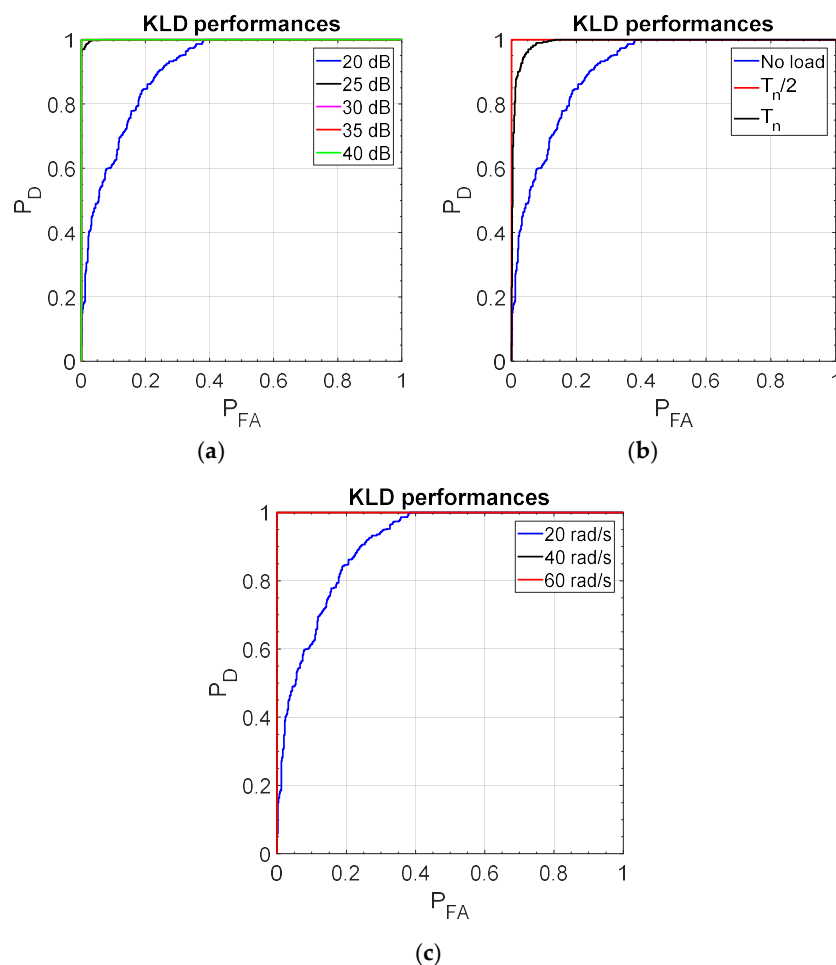 KLD performances
1
0.8
0.6
0.4
0.2
0
P_D
20 dB
25 dB
30 dB
35 dB
40 dB
0 0.2 0.4 0.6 0.8 1
P_FA
(a)
KLD performances
1
0.8
0.6
0.4
0.2
0
P_D
No load
T_n/2
T_n
0 0.2 0.4 0.6 0.8 1
P_FA
(b)
KLD performances
1
0.8
0.6
0.4
0.2
0
P_D
20 rad/s
40 rad/s
60 rad/s
0 0.2 0.4 0.6 0.8 1
P_FA
(c)